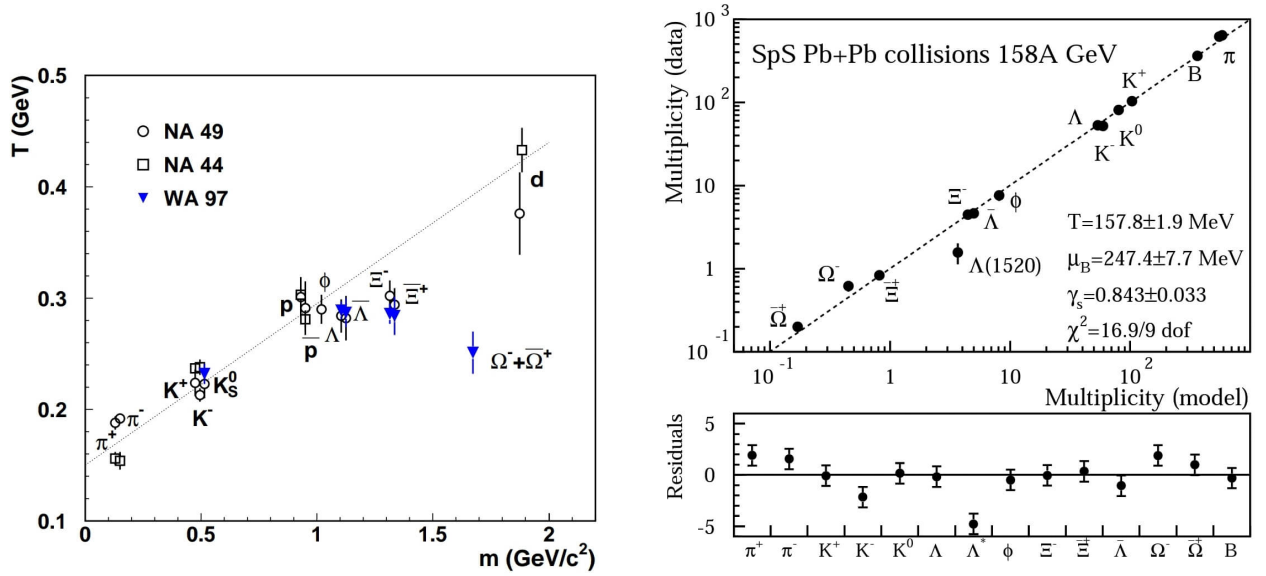 T (GeV)
0.5
0.4
0.3
0.2
0.1
NA 49
NA 44
WA 97
d
p
ϕ
Ξ⁻
Ξ̅⁺
p̅
Λ
Λ̅
Ω⁻+Ω̅⁺
K⁺
K⁰S
K⁻
π⁺
π⁻
0
0.5
1
1.5
2
m (GeV/c²)
Multiplicity (data)
10³
10²
10
1
10⁻¹
SpS Pb+Pb collisions 158A GeV
B
π
K⁺
Λ
K⁻
K⁰
Ξ⁻
Λ̅
ϕ
Λ(1520)
Ω⁻
Ξ̅⁺
Ω̅⁺
T=157.8±1.9 MeV
μB=247.4±7.7 MeV
γs=0.843±0.033
χ²=16.9/9 dof
10⁻¹
1
10
10²
Multiplicity (model)
Residuals
5
0
-5
π⁺ π⁻ K⁺ K⁻ K⁰ Λ Λ* ϕ Ξ⁻ Ξ̅⁺ Λ̅ Ω⁻ Ω̅⁺ B